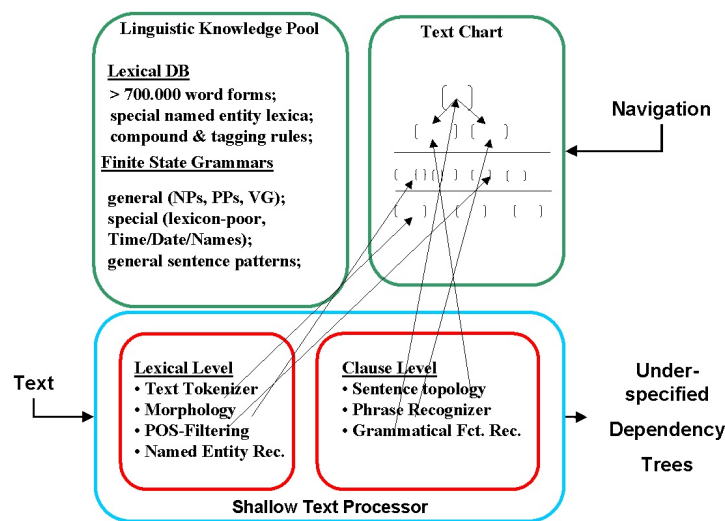 Linguistic Knowledge Pool
Lexical DB
> 700.000 word forms;
special named entity lexica;
compound & tagging rules;
Finite State Grammars
general (NPs, PPs, VG);
special (lexicon-poor,
Time/Date/Names);
general sentence patterns;
Text Chart
Navigation
Text
Lexical Level
• Text Tokenizer
• Morphology
• POS-Filtering
• Named Entity Rec.
Clause Level
• Sentence topology
• Phrase Recognizer
• Grammatical Fct. Rec.
Shallow Text Processor
Under-
specified
Dependency
Trees